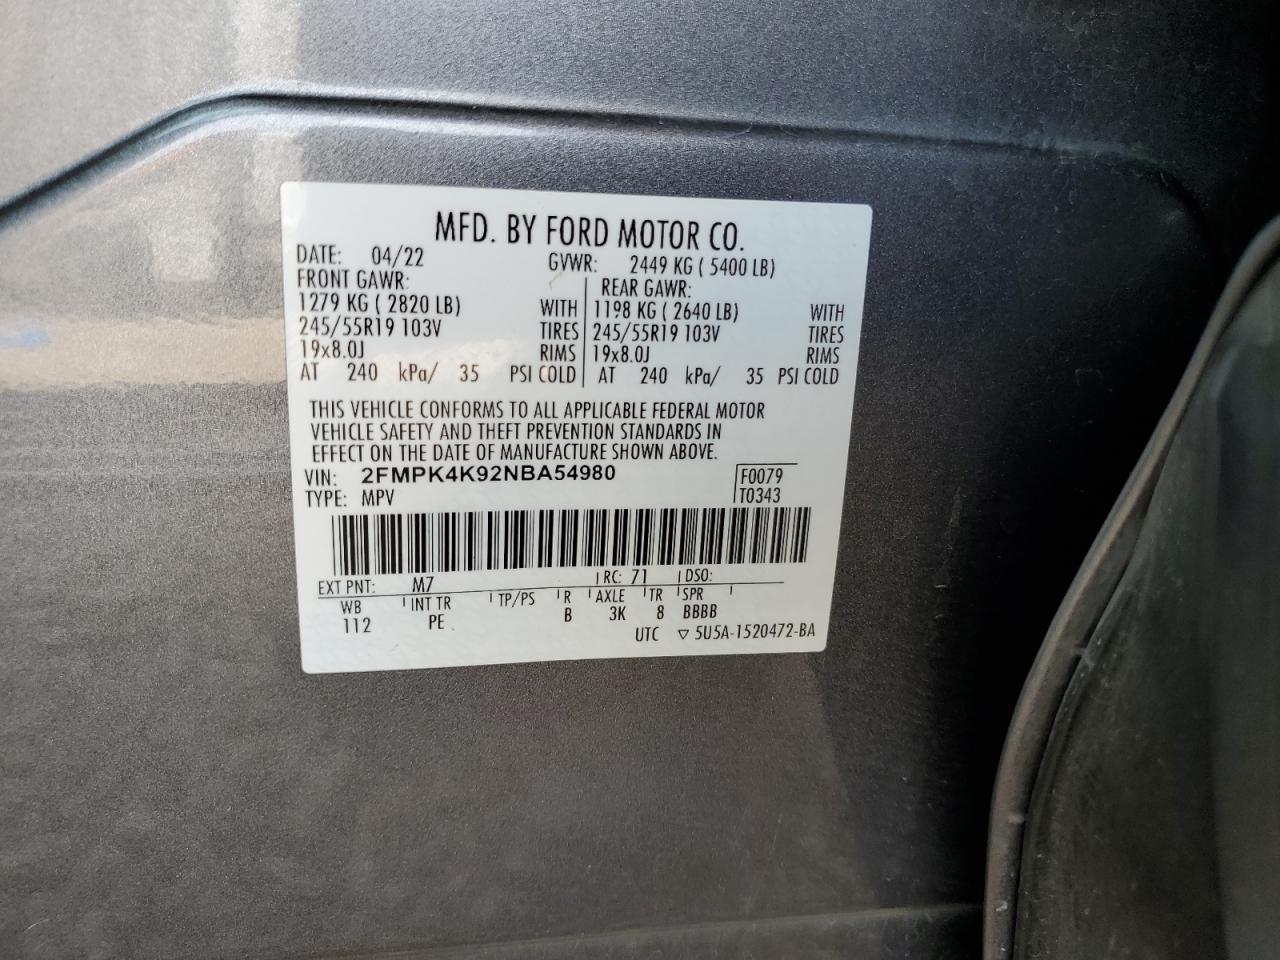 MFD. BY FORD MOTOR CO.
DATE: 04/22 GVWR: 2449 KG ( 5400 LB)
FRONT GAWR: REAR GAWR:
1279 KG ( 2820 LB) WITH 1198 KG ( 2640 LB) WITH
245/55R19 103V TIRES 245/55R19 103V TIRES
19x8.0J RIMS 19x8.0J RIMS
AT 240 kPa/ 35 PSI COLD AT 240 kPa/ 35 PSI COLD
THIS VEHICLE CONFORMS TO ALL APPLICABLE FEDERAL MOTOR
VEHICLE SAFETY AND THEFT PREVENTION STANDARDS IN
EFFECT ON THE DATE OF MANUFACTURE SHOWN ABOVE.
VIN: 2FMPK4K92NBA54980 F0079
TYPE: MPV T0343
EXT PNT: M7 RC: 71 DSO:
WB INT TR TP/PS R AXLE TR SPR
112 PE B 3K 8 BBBB
UTC ▽ 5U5A-1520472-BA